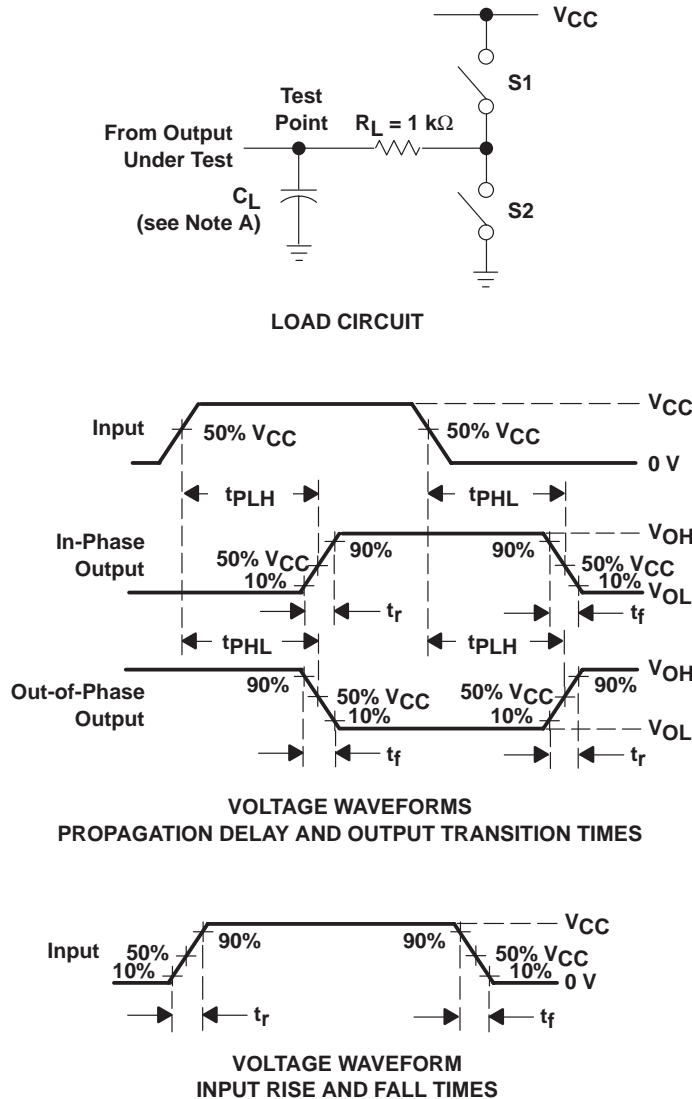 VCC
S1
Test
Point
RL = 1 kΩ
From Output
Under Test
CL
(see Note A)
S2
LOAD CIRCUIT
VCC
Input
50% VCC
50% VCC
0 V
tPLH
tPHL
In-Phase
Output
VOH
90%
90%
50% VCC
50% VCC
10%
10%
VOL
tr
tf
tPHL
tPLH
Out-of-Phase
Output
VOH
90%
90%
50% VCC
50% VCC
10%
10%
VOL
tf
tr
VOLTAGE WAVEFORMS
PROPAGATION DELAY AND OUTPUT TRANSITION TIMES
VCC
Input
90%
90%
50%
50% VCC
10%
10%
0 V
tr
tf
VOLTAGE WAVEFORM
INPUT RISE AND FALL TIMES